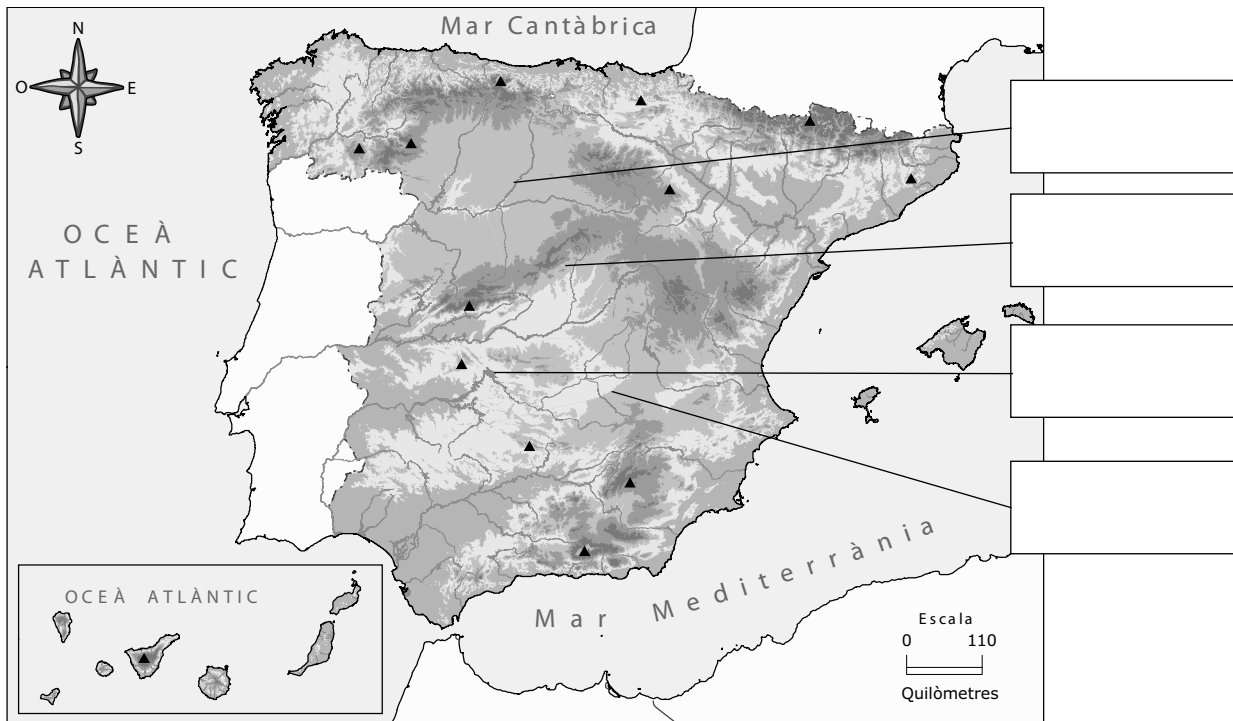 Mar Cantàbrica
N
O
E
S
OCEÀ
ATLÀNTIC
Mar Mediterrània
OCEÀ ATLÀNTIC
Escala
0 110
Quilòmetres